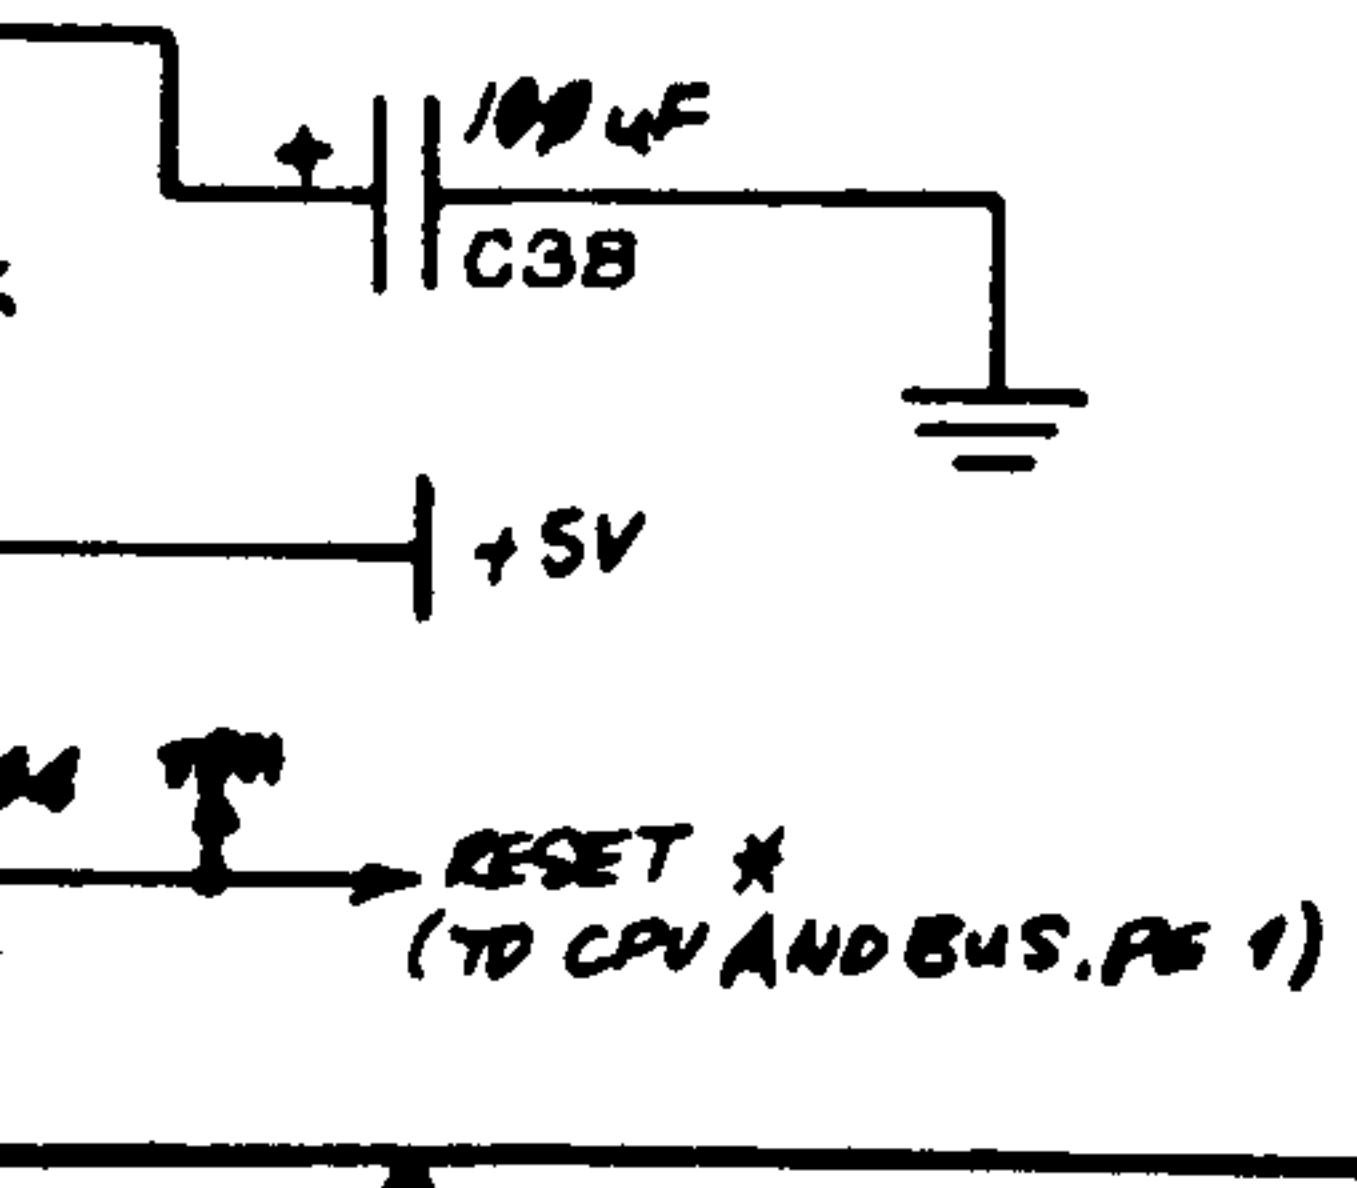 100 uF
C38
+5V
RESET *
(TO CPU AND BUS, PG 1)